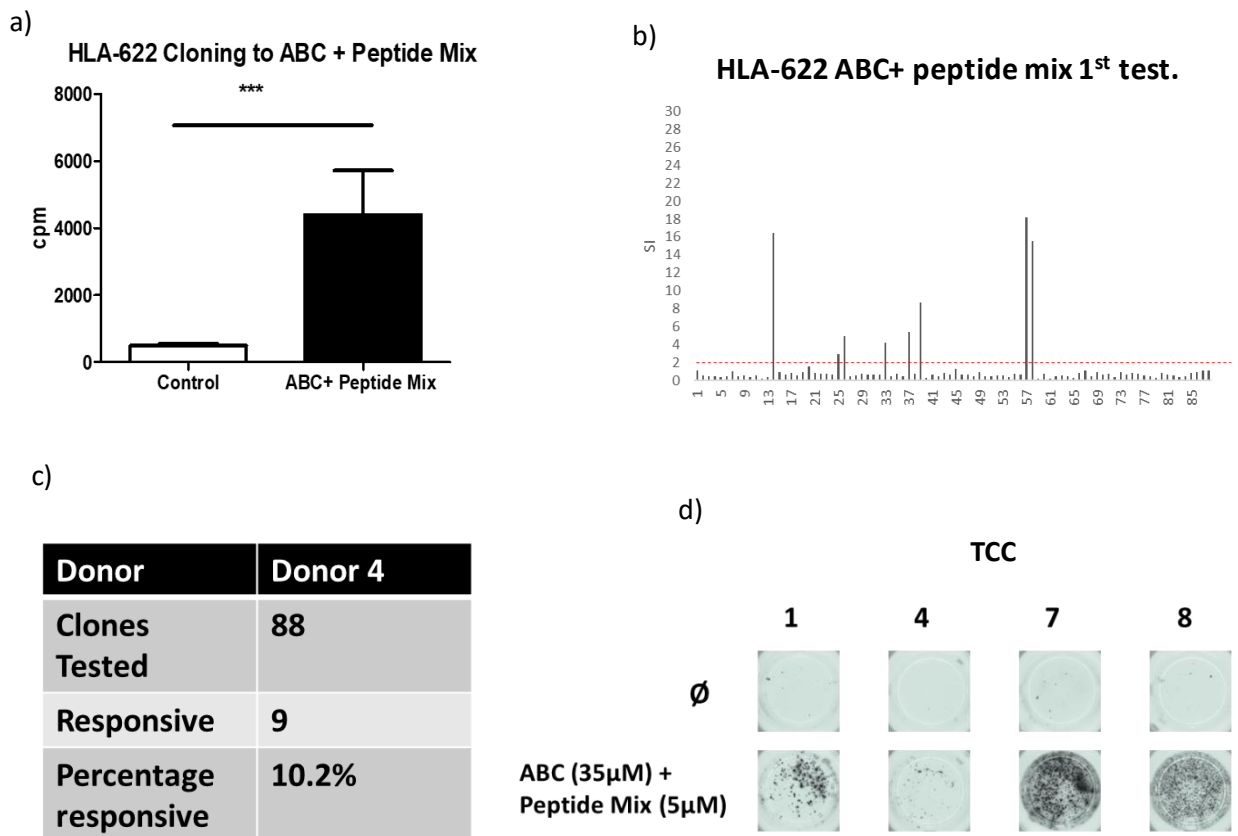 a)
HLA-622 Cloning to ABC + Peptide Mix
***
8000
6000
4000
2000
0
cpm
Control
ABC+ Peptide Mix
b)
HLA-622 ABC+ peptide mix 1st test.
30
28
26
24
22
20
18
16
14
12
10
8
6
4
2
0
SI
1
5
9
13
17
21
25
29
33
37
41
45
49
53
57
61
65
69
73
77
81
85
c)
Donor Donor 4
Clones 88
Tested
Responsive 9
Percentage 10.2%
responsive
d)
TCC
1 4 7 8
Ø
ABC (35µM) +
Peptide Mix (5µM)